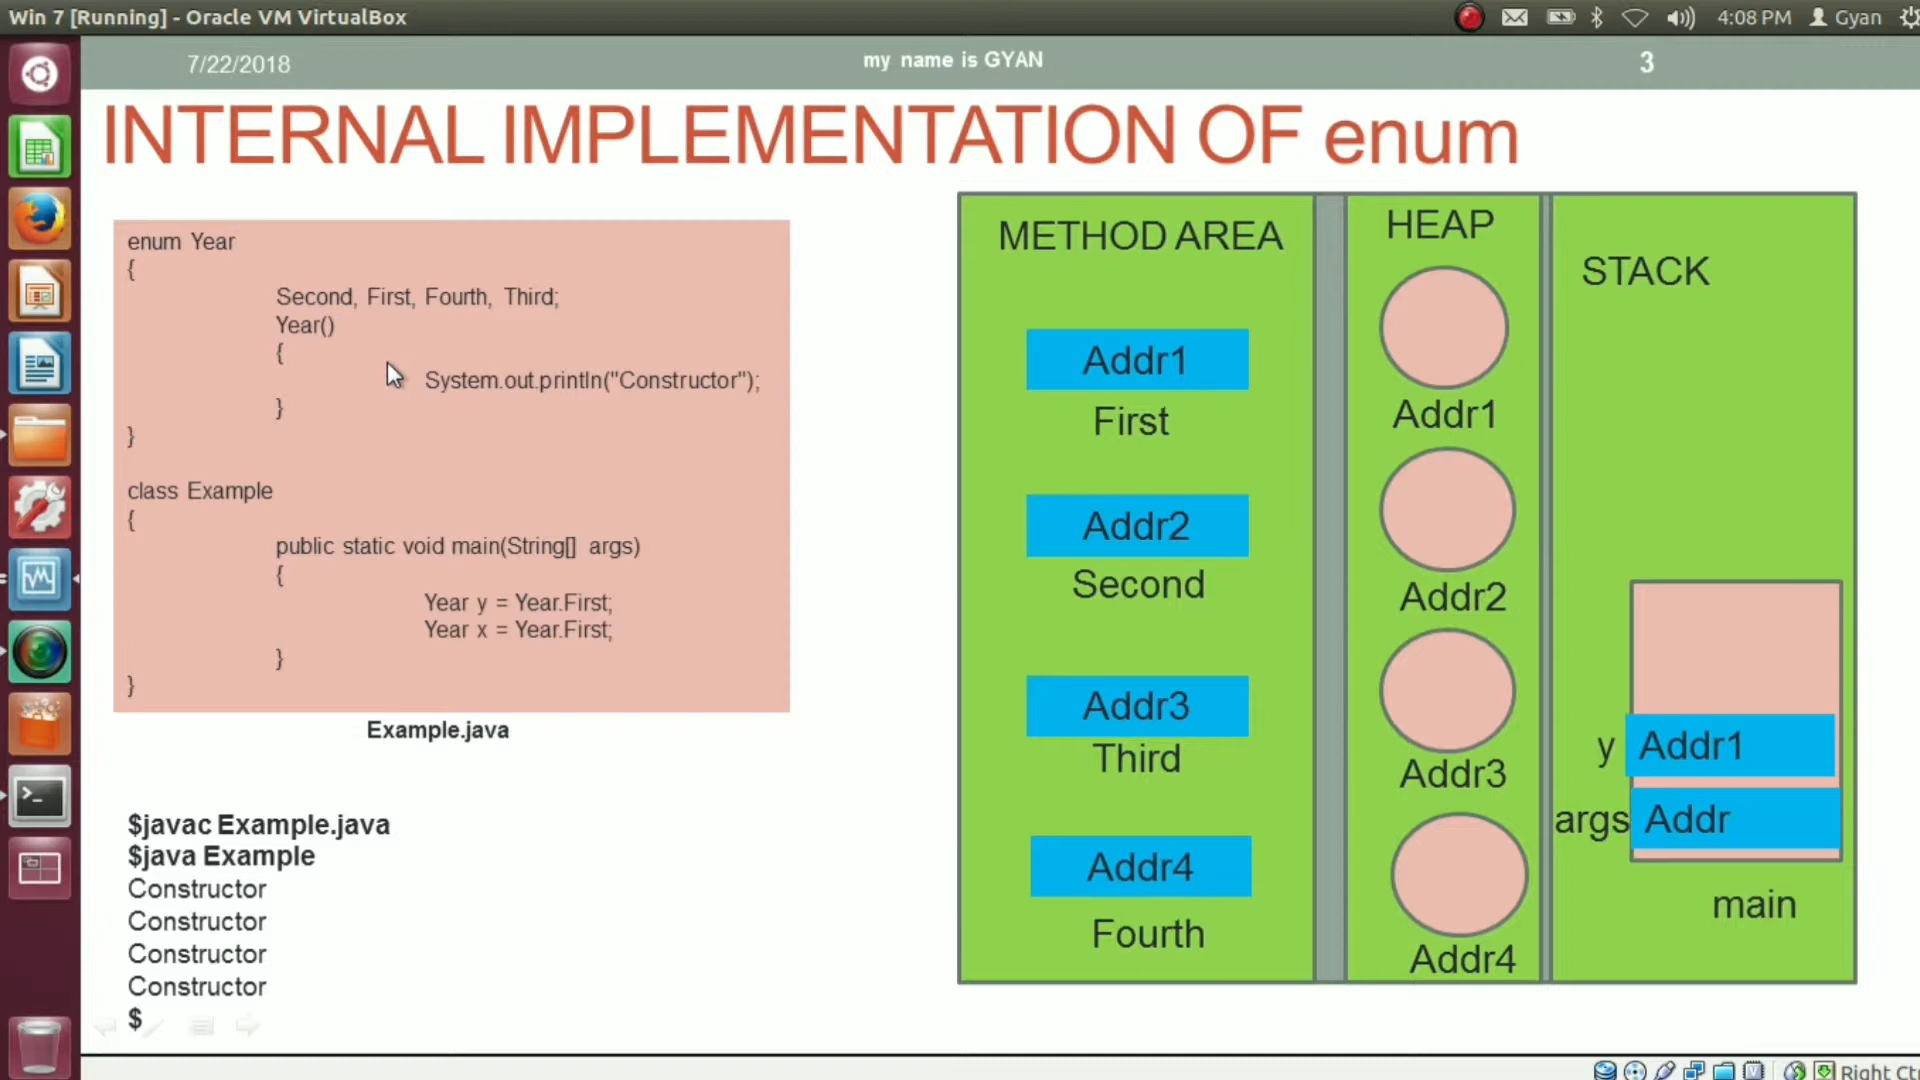 Win 7 [Running] - Oracle VM VirtualBox
4:08 PM Gyan
7/22/2018
my name is GYAN
3
INTERNAL IMPLEMENTATION OF enum
enum Year
{
Second, First, Fourth, Third;
Year()
{
System.out.println("Constructor");
}
}
class Example
{
public static void main(String[] args)
{
Year y = Year.First;
Year x = Year.First;
}
}
Example.java
$javac Example.java
$java Example
Constructor
Constructor
Constructor
Constructor
$
METHOD AREA
Addr1
First
Addr2
Second
Addr3
Third
Addr4
Fourth
HEAP
Addr1
Addr2
Addr3
Addr4
STACK
y Addr1
args Addr
main
Right Ct